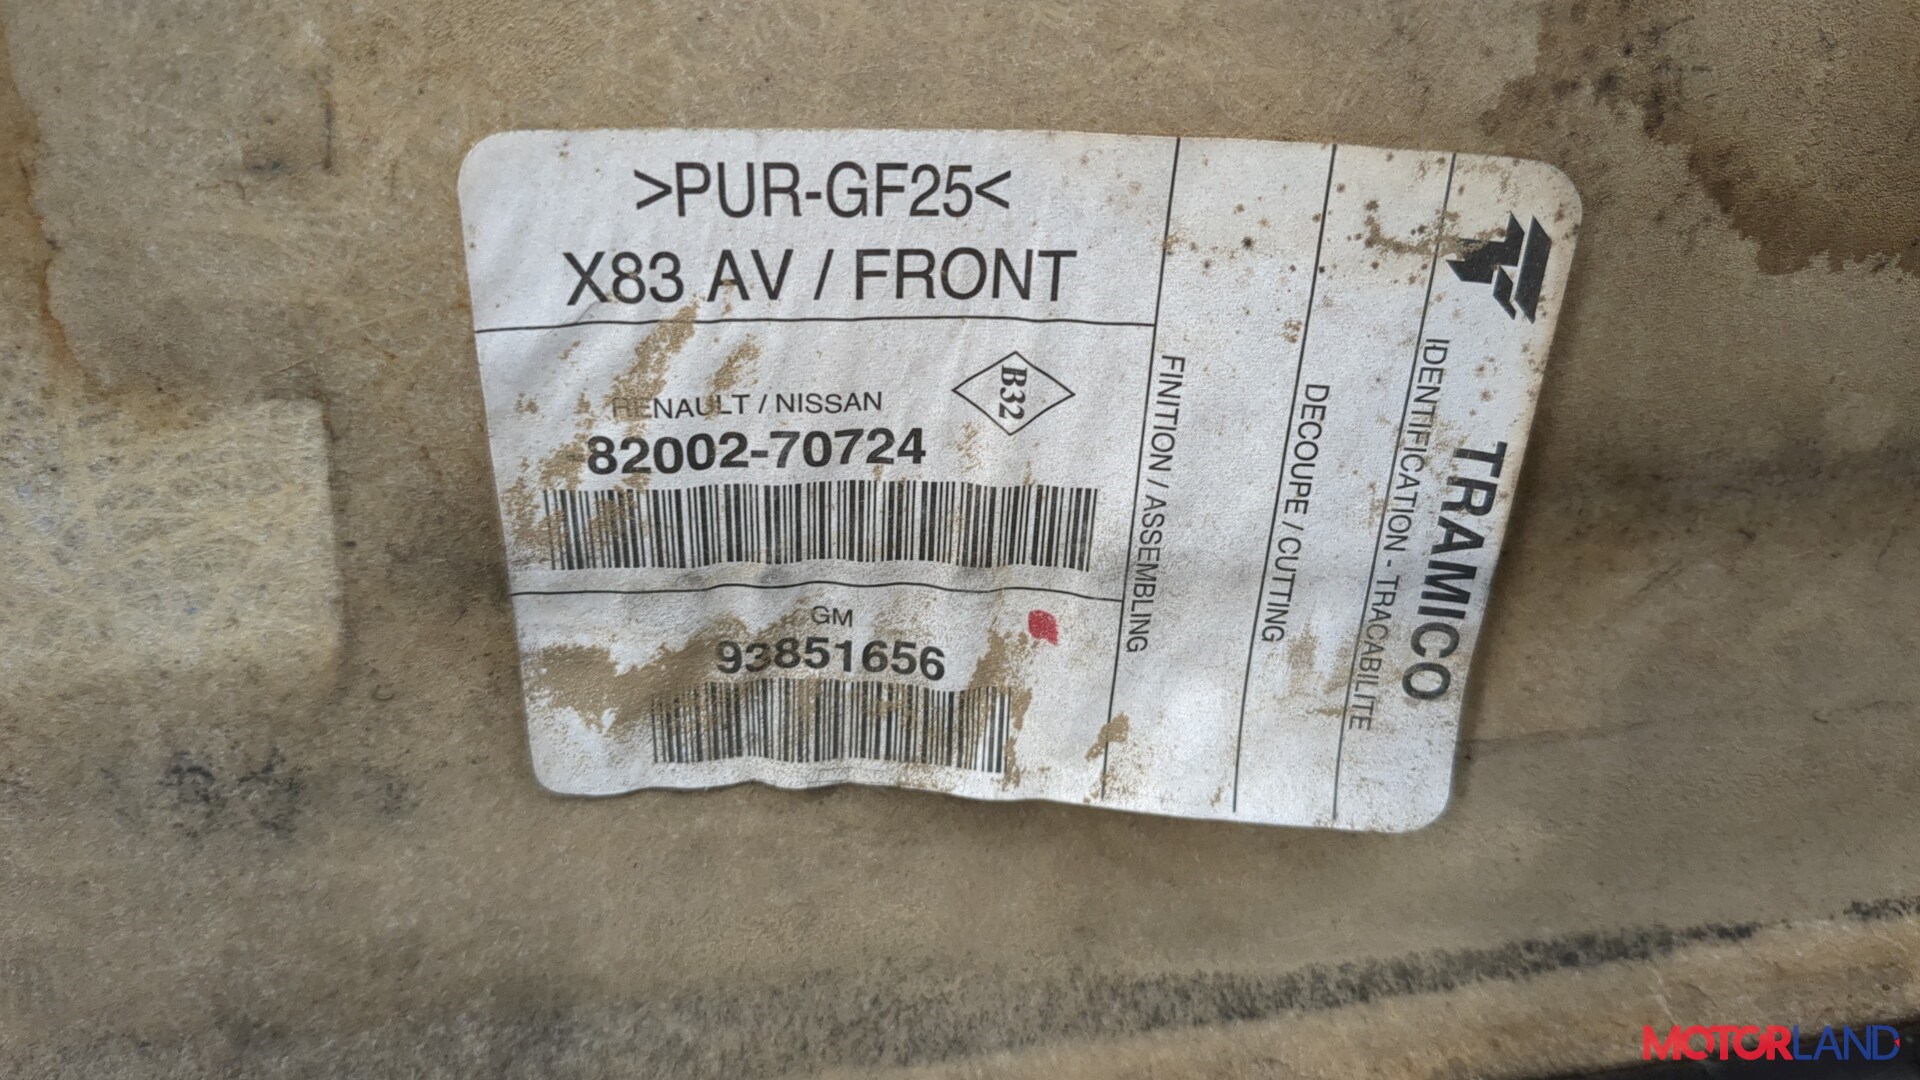 >PUR-GF25<
X83 AV / FRONT
RENAULT / NISSAN
B32
82002-70724
GM
93851656
FINITION / ASSEMBLING
DECOUPE / CUTTING
IDENTIFICATION - TRACABILITE
TRAMICO
MOTORLAND